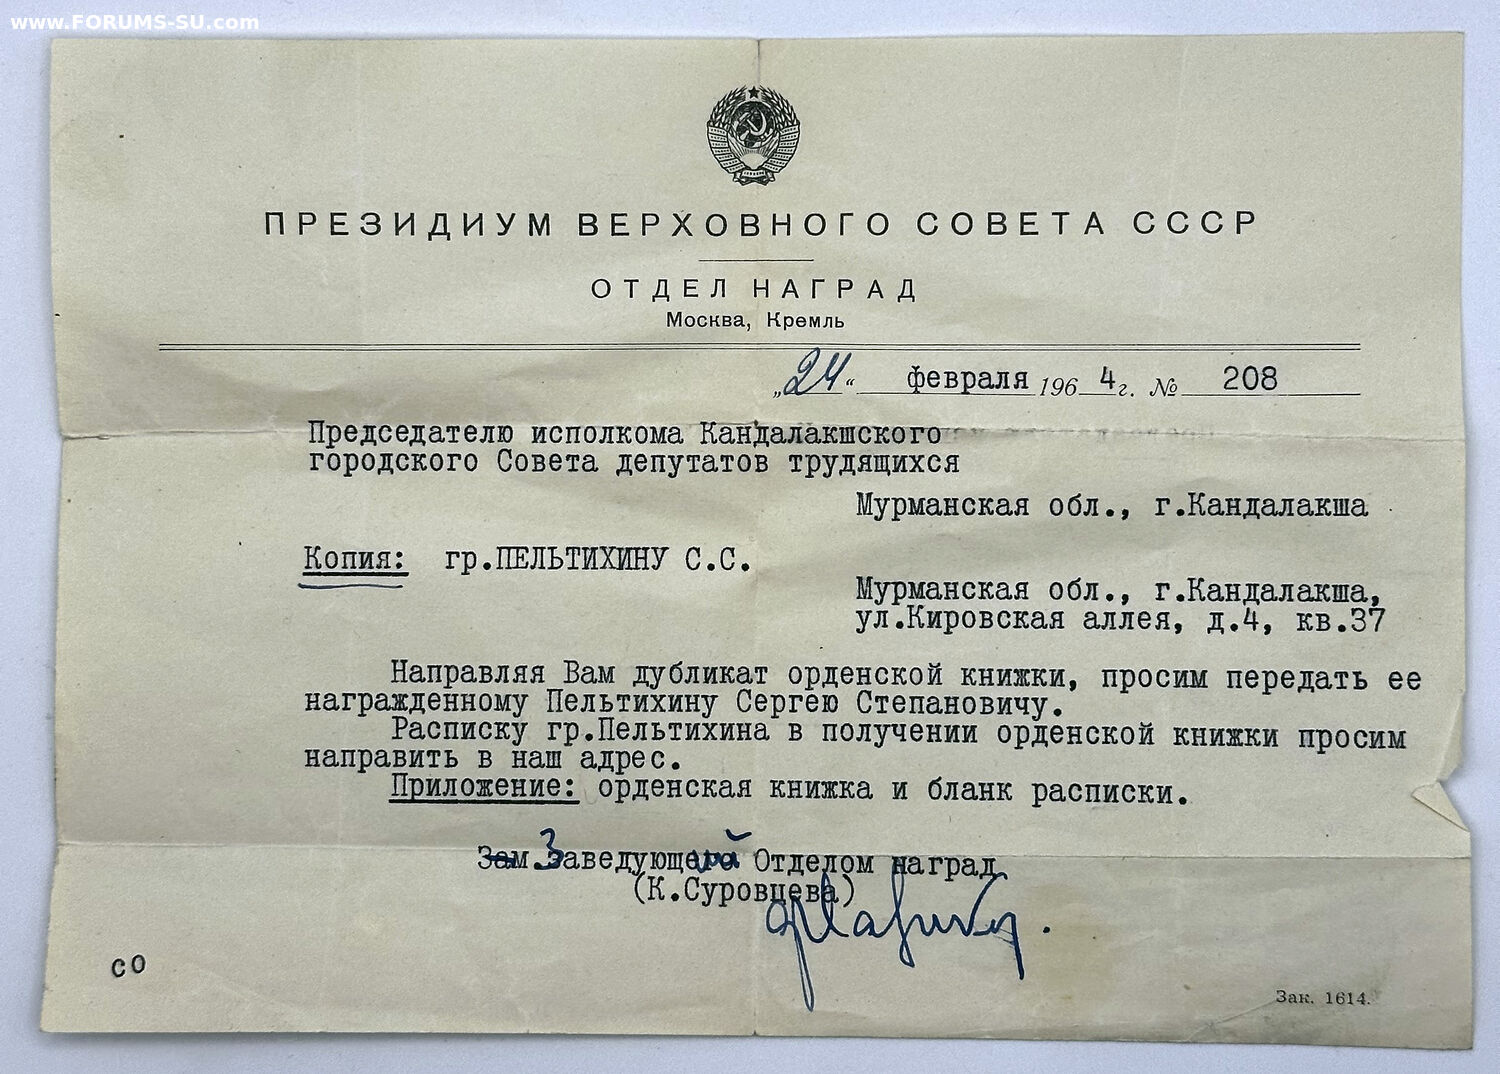 www.FORUMS-SU.com
ПРЕЗИДИУМ ВЕРХОВНОГО СОВЕТА СССР
ОТДЕЛ НАГРАД
Москва, Кремль
„24“ февраля 1964г. № 208
Председателю исполкома Кандалакшского
городского Совета депутатов трудящихся
Мурманская обл., г.Кандалакша
Копия: гр.ПЕЛЬТИХИНУ С.С.
Мурманская обл., г.Кандалакша,
ул.Кировская аллея, д.4, кв.37
Направляя Вам дубликат орденской книжки, просим передать ее
награжденному Пельтихину Сергею Степановичу.
Расписку гр.Пельтихина в получении орденской книжки просим
направить в наш адрес.
Приложение: орденская книжка и бланк расписки.
Зам.Заведующей Отделом наград
(К.Суровцева)
со
Зак. 1614.